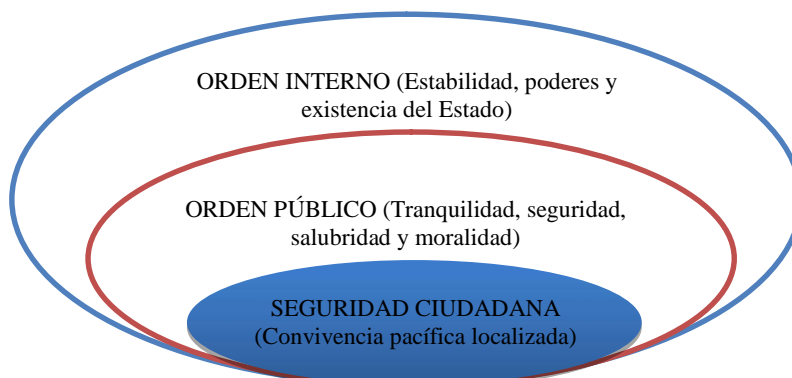 ORDEN INTERNO (Estabilidad, poderes y
existencia del Estado)
ORDEN PÚBLICO (Tranquilidad, seguridad,
salubridad y moralidad)
SEGURIDAD CIUDADANA
(Convivencia pacífica localizada)